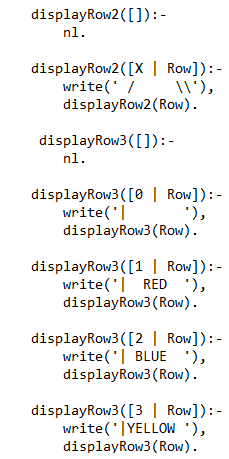 displayRow2([]):-
    nl.

displayRow2([X | Row]):-
    write(' /     \\'),
    displayRow2(Row).

 displayRow3([]):-
    nl.

displayRow3([0 | Row]):-
    write('|       '),
    displayRow3(Row).

displayRow3([1 | Row]):-
    write('|  RED  '),
    displayRow3(Row).

displayRow3([2 | Row]):-
    write('| BLUE  '),
    displayRow3(Row).

displayRow3([3 | Row]):-
    write('|YELLOW '),
    displayRow3(Row).